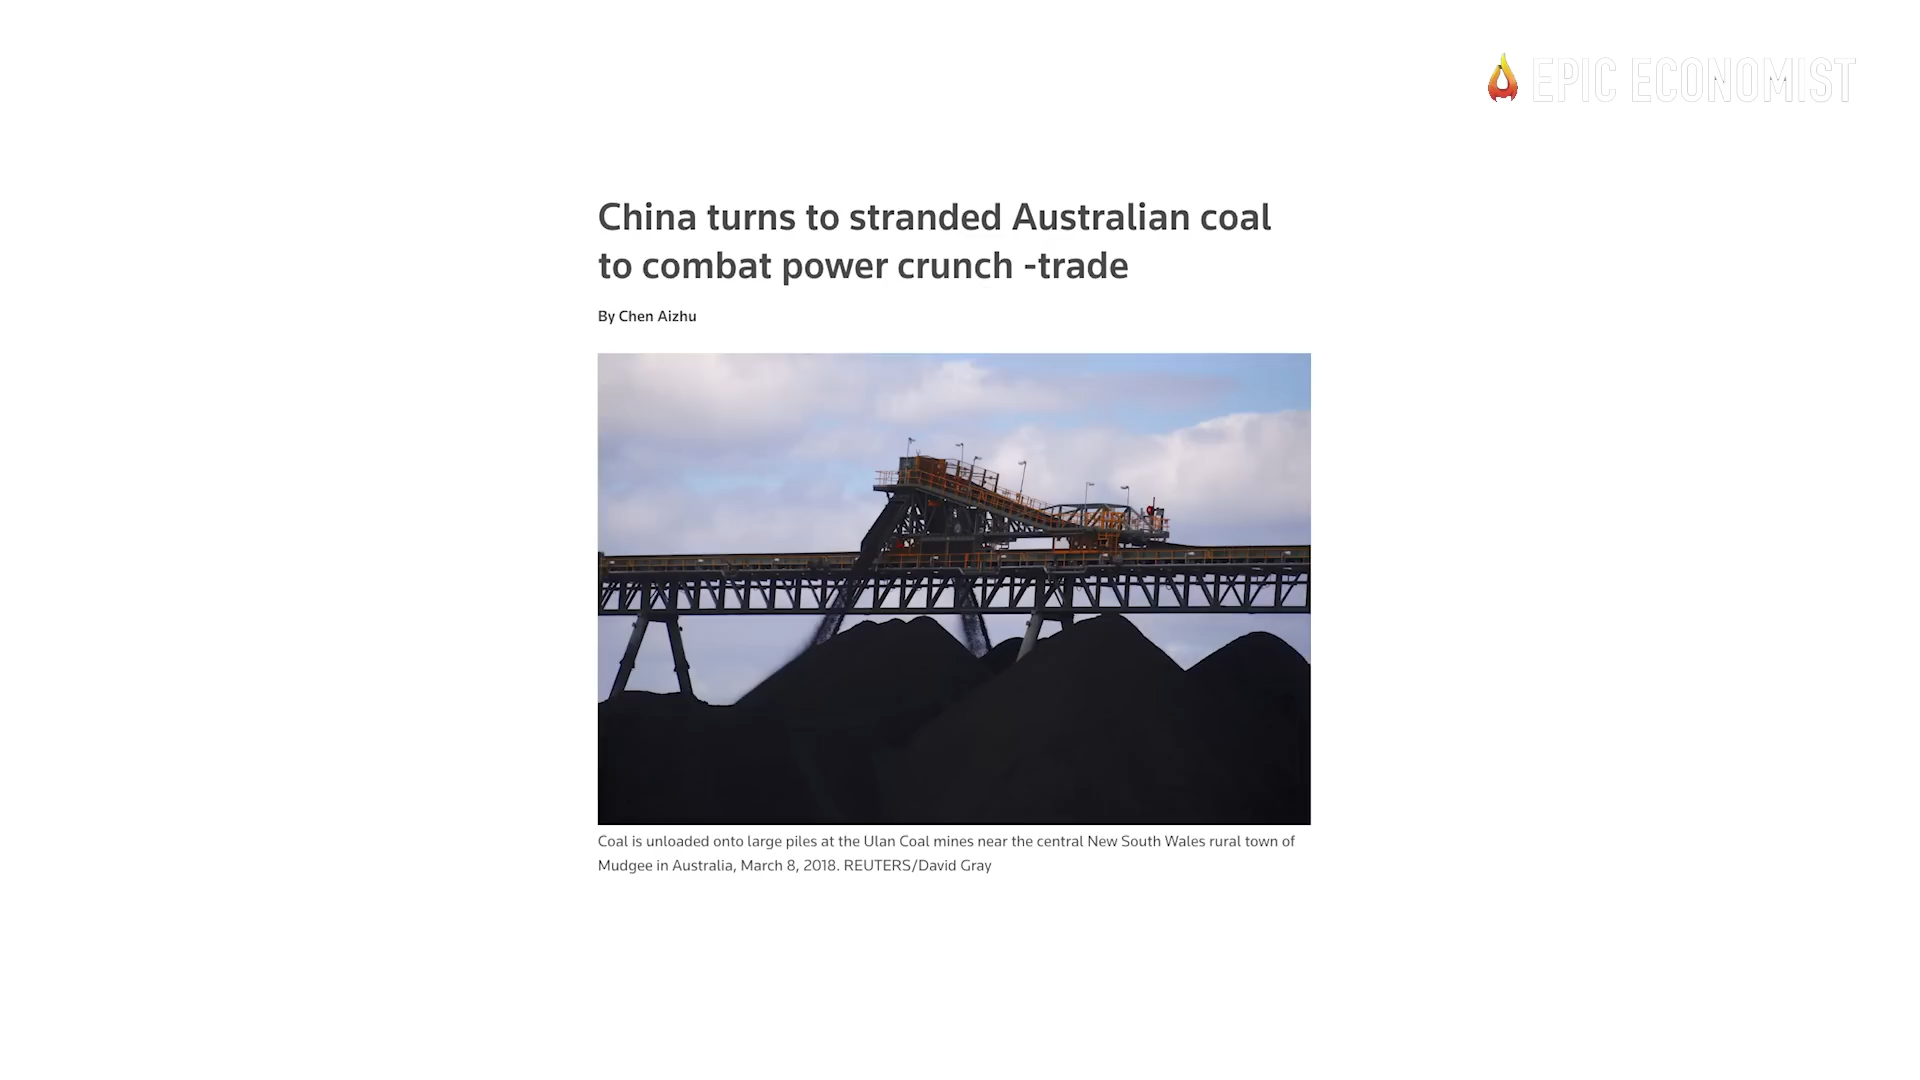 EPIC ECONOMIST
China turns to stranded Australian coal
to combat power crunch -trade
By Chen Aizhu
Coal is unloaded onto large piles at the Ulan Coal mines near the central New South Wales rural town of
Mudgee in Australia, March 8, 2018. REUTERS/David Gray